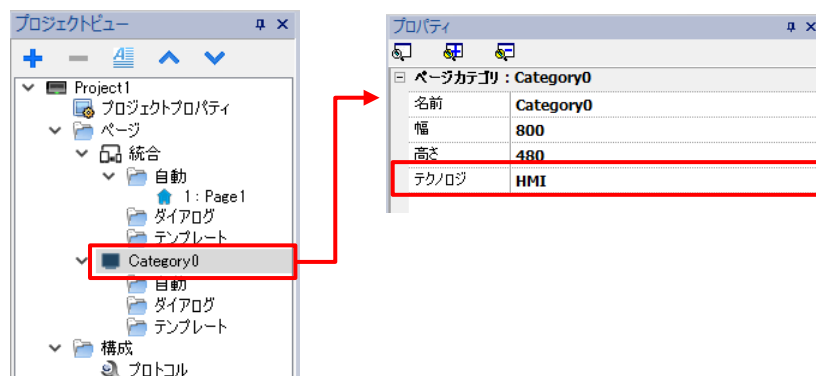 プロジェクトビュー
Project1
プロジェクトプロパティ
ページ
統合
自動
1 : Page1
ダイアログ
テンプレート
Category0
自動
ダイアログ
テンプレート
構成
プロトコル
プロパティ
ページカテゴリ : Category0
名前 Category0
幅 800
高さ 480
テクノロジ HMI